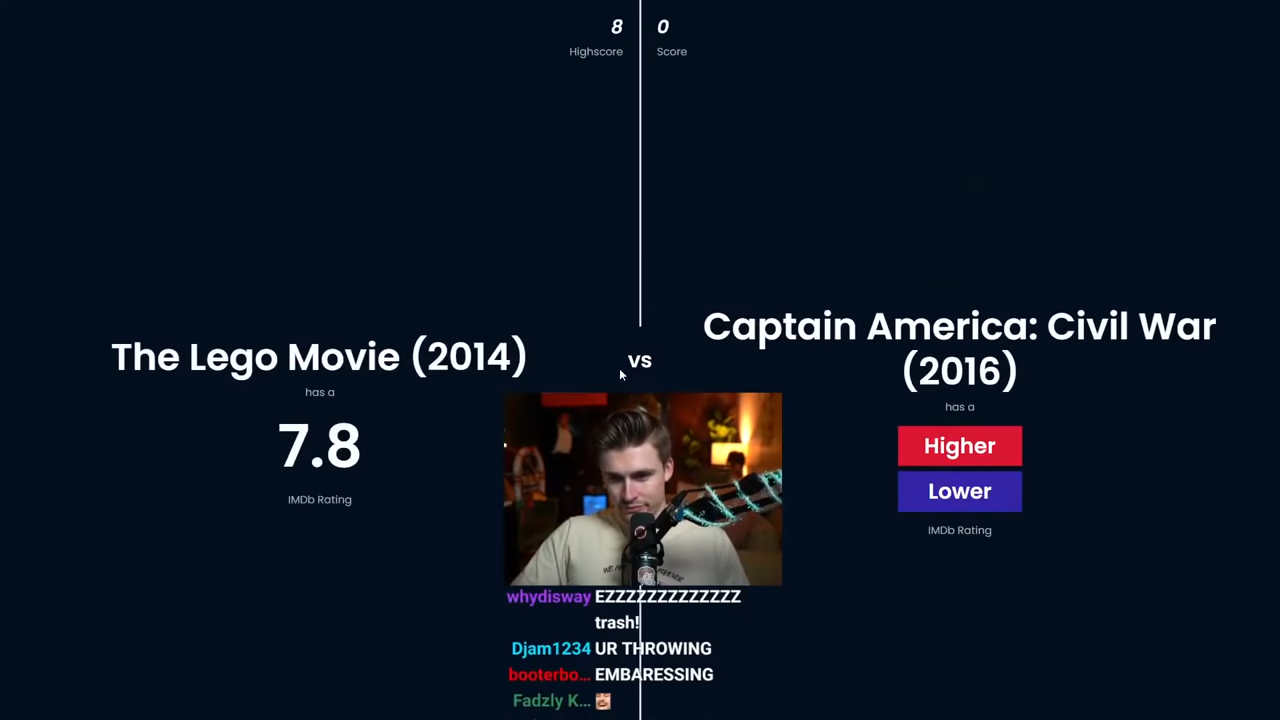 8
Highscore
0
Score
The Lego Movie (2014)
has a
7.8
IMDb Rating
vs
Captain America: Civil War
(2016)
has a
Higher
Lower
IMDb Rating
whydisway EZZZZZZZZZZZZZ
trash!
Djam1234 UR THROWING
booterbo... EMBARESSING
Fadzly K...